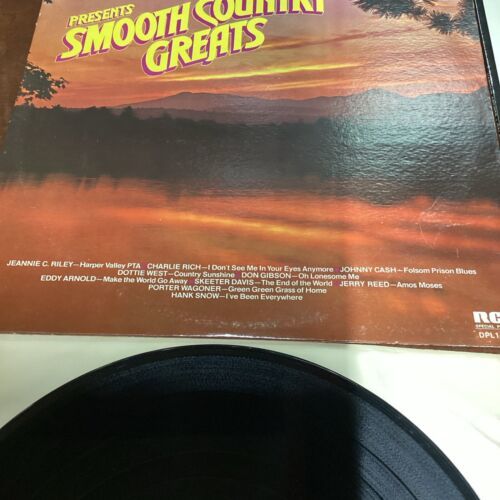 PRESENTS
SMOOTH COUNTRY
GREATS
JEANNIE C. RILEY—Harper Valley PTA CHARLIE RICH—I Don't See Me In Your Eyes Anymore JOHNNY CASH—Folsom Prison Blues
DOTTIE WEST—Country Sunshine DON GIBSON—Oh Lonesome Me
EDDY ARNOLD—Make the World Go Away SKEETER DAVIS—The End of the World JERRY REED—Amos Moses
PORTER WAGONER—Green Green Grass of Home
HANK SNOW—I've Been Everywhere
SPECIAL
DPL1